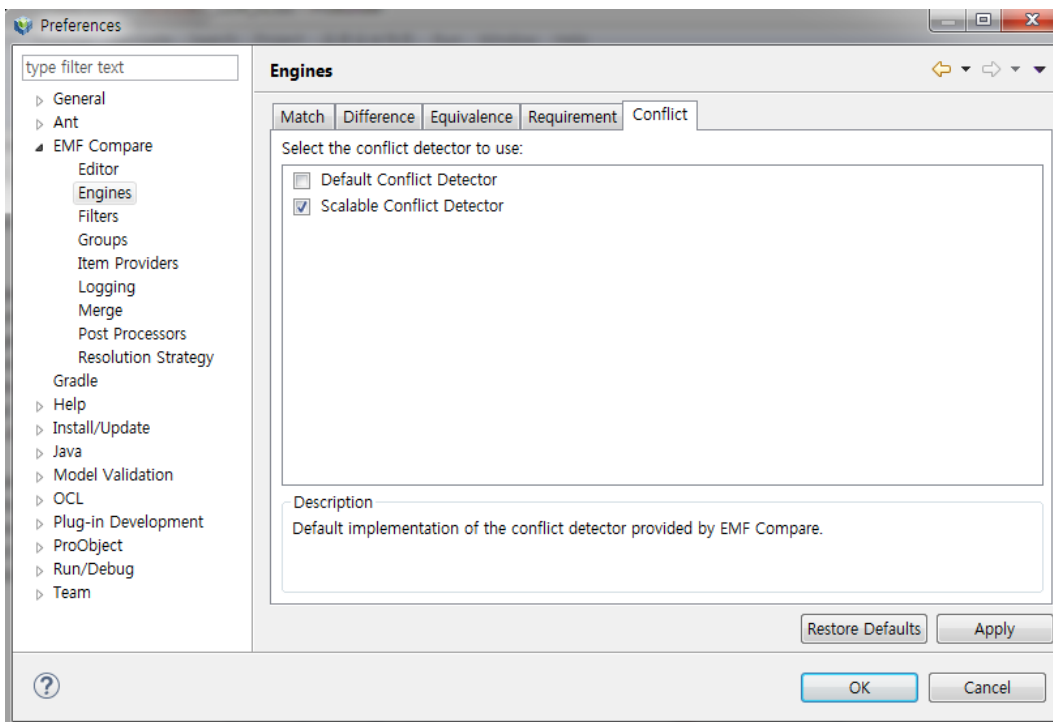 Preferences
type filter text
General
Ant
EMF Compare
Editor
Engines
Filters
Groups
Item Providers
Logging
Merge
Post Processors
Resolution Strategy
Gradle
Help
Install/Update
Java
Model Validation
OCL
Plug-in Development
ProObject
Run/Debug
Team
Engines
Match Difference Equivalence Requirement Conflict
Select the conflict detector to use:
Default Conflict Detector
Scalable Conflict Detector
Description
Default implementation of the conflict detector provided by EMF Compare.
Restore Defaults Apply
? OK Cancel